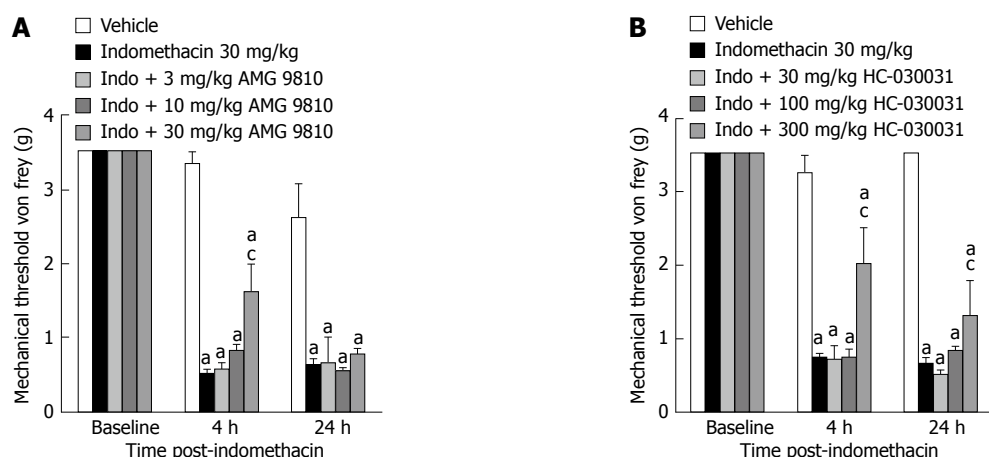 A
Vehicle
Indomethacin 30 mg/kg
Indo + 3 mg/kg AMG 9810
Indo + 10 mg/kg AMG 9810
Indo + 30 mg/kg AMG 9810
Mechanical threshold von frey (g)
4
3
2
1
0
a
c
a
a
a
a
a
a
a
Baseline
4 h
24 h
Time post-indomethacin
B
Vehicle
Indomethacin 30 mg/kg
Indo + 30 mg/kg HC-030031
Indo + 100 mg/kg HC-030031
Indo + 300 mg/kg HC-030031
Mechanical threshold von frey (g)
4
3
2
1
0
a
c
a
a
a
a
c
a
a
a
Baseline
4 h
24 h
Time post-indomethacin